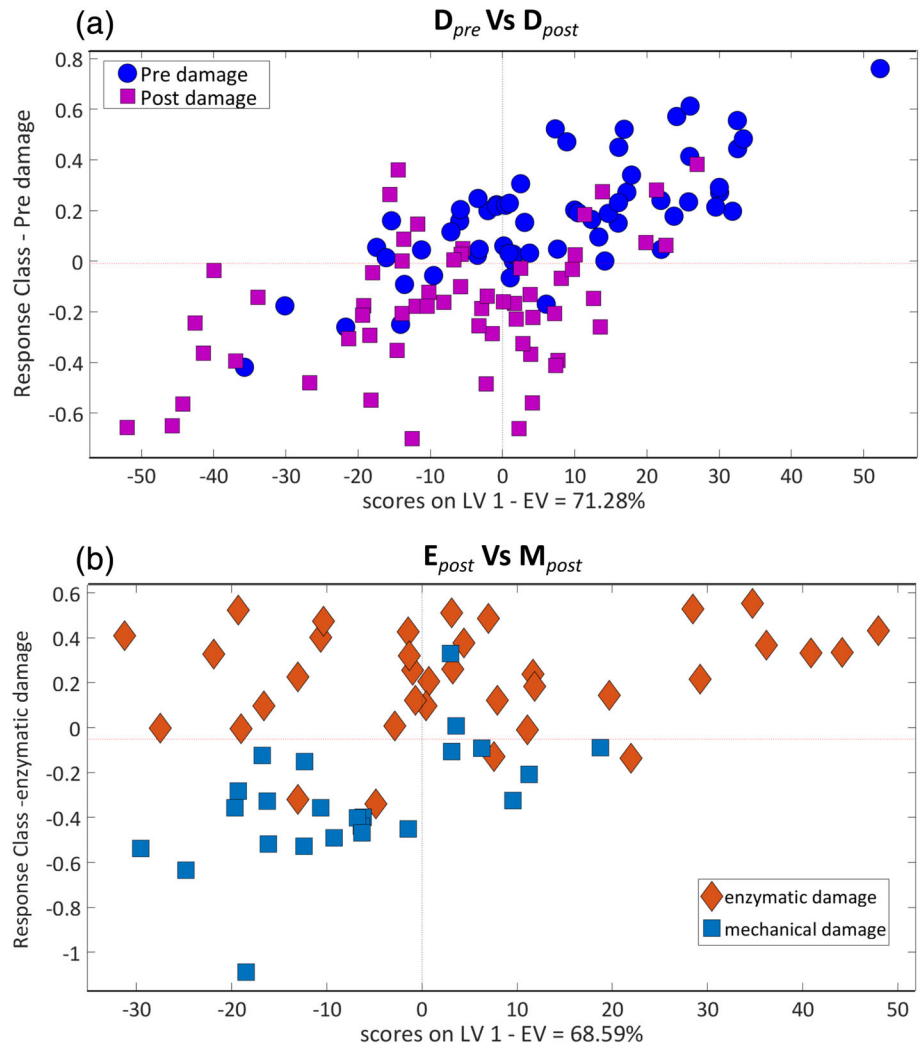 (a)
D_pre Vs D_post
Response Class - Pre damage
0.8
0.6
0.4
0.2
0
-0.2
-0.4
-0.6
Pre damage
Post damage
-50 -40 -30 -20 -10 0 10 20 30 40 50
scores on LV 1 - EV = 71.28%
(b)
E_post Vs M_post
Response Class -enzymatic damage
0.6
0.4
0.2
0
-0.2
-0.4
-0.6
-0.8
-1
enzymatic damage
mechanical damage
-30 -20 -10 0 10 20 30 40 50
scores on LV 1 - EV = 68.59%